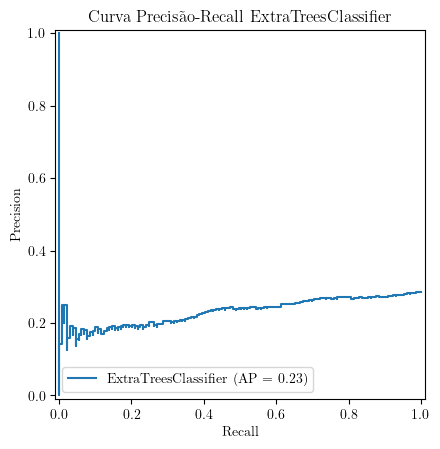 Curva Precisão-Recall ExtraTreesClassifier
1.0
0.8
0.6
0.4
0.2
0.0
Precision
ExtraTreesClassifier (AP = 0.23)
0.0 0.2 0.4 0.6 0.8 1.0
Recall